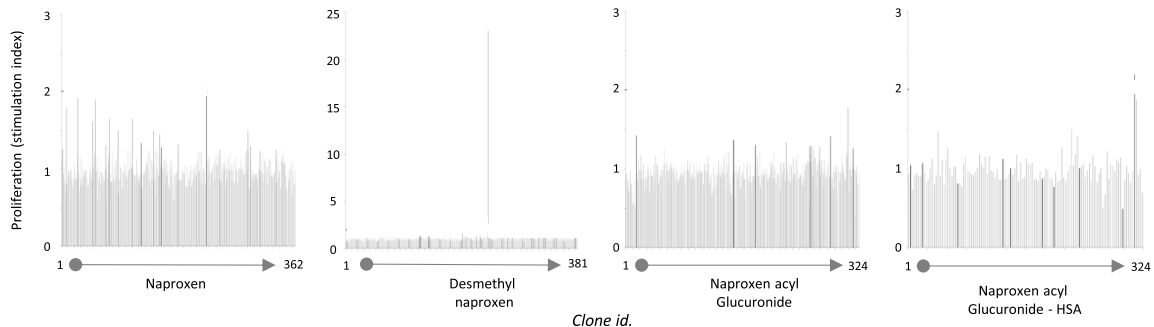 Proliferation (stimulation index)
3
2
1
0
1
362
Naproxen
25
20
15
10
5
0
1
381
Desmethyl
naproxen
3
2
1
0
1
324
Naproxen acyl
Glucuronide
3
2
1
0
1
324
Naproxen acyl
Glucuronide - HSA
Clone id.